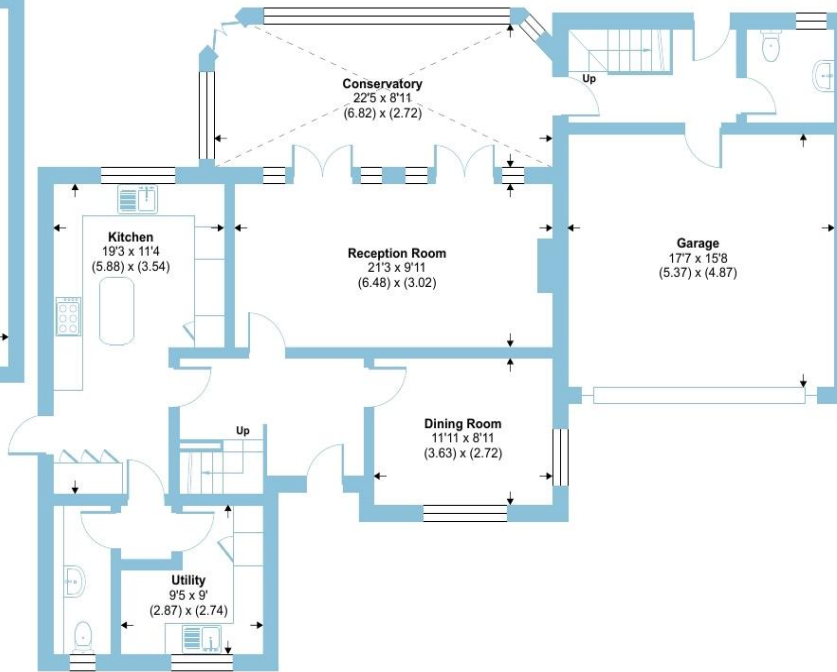 Conservatory
22'5 x 8'11
(6.82) x (2.72)
Up
Kitchen
19'3 x 11'4
(5.88) x (3.54)
Reception Room
21'3 x 9'11
(6.48) x (3.02)
Garage
17'7 x 15'8
(5.37) x (4.87)
Up
Dining Room
11'11 x 8'11
(3.63) x (2.72)
Utility
9'5 x 9'
(2.87) x (2.74)